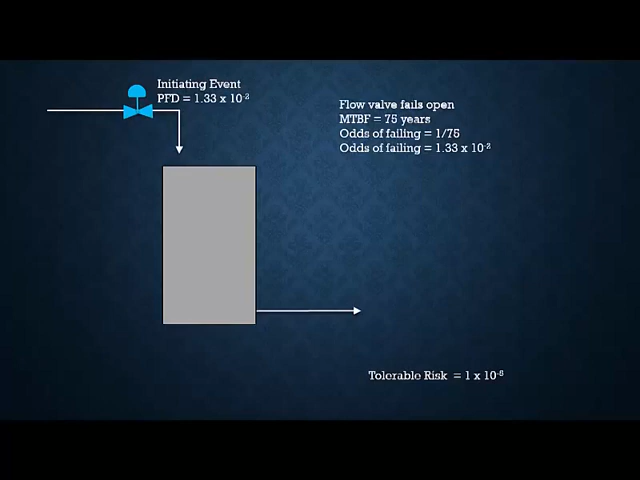 Initiating Event
PFD = 1.33 x 10⁻²
Flow valve fails open
MTBF = 75 years
Odds of failing = 1/75
Odds of failing = 1.33 x 10⁻²
Tolerable Risk = 1 x 10⁻⁶